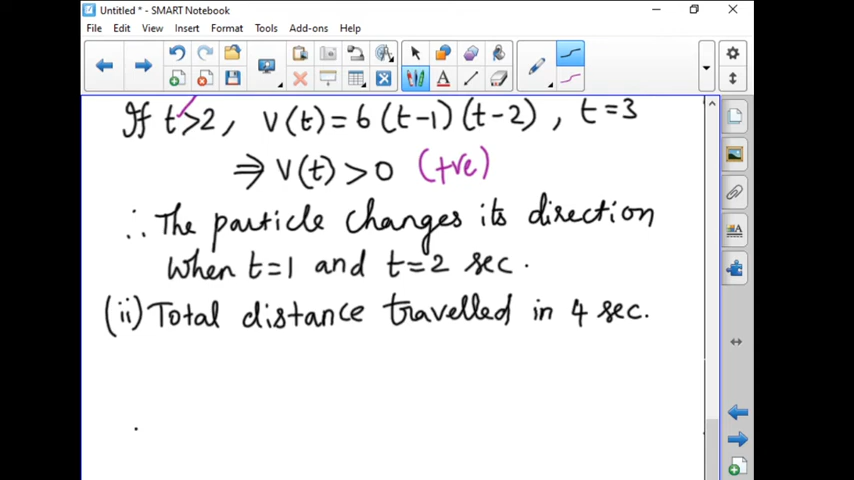 Untitled * - SMART Notebook
File Edit View Insert Format Tools Add-ons Help
If t>2, V(t)=6(t-1)(t-2), t=3
⇒ V(t)>0 (+ve)
∴ The particle changes its direction
when t=1 and t=2 sec.
(ii) Total distance travelled in 4 sec.